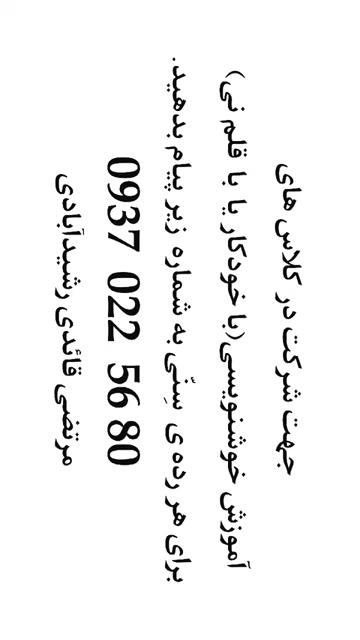 جهت شرکت در کلاس های
آموزش خوشنویسی(با خودکار یا با قلم نی)
برای هر رده ی سِنّی به شماره زیر پیام بدهید.
0937 022 56 80
مرتضی قائدی رشیدآبادی